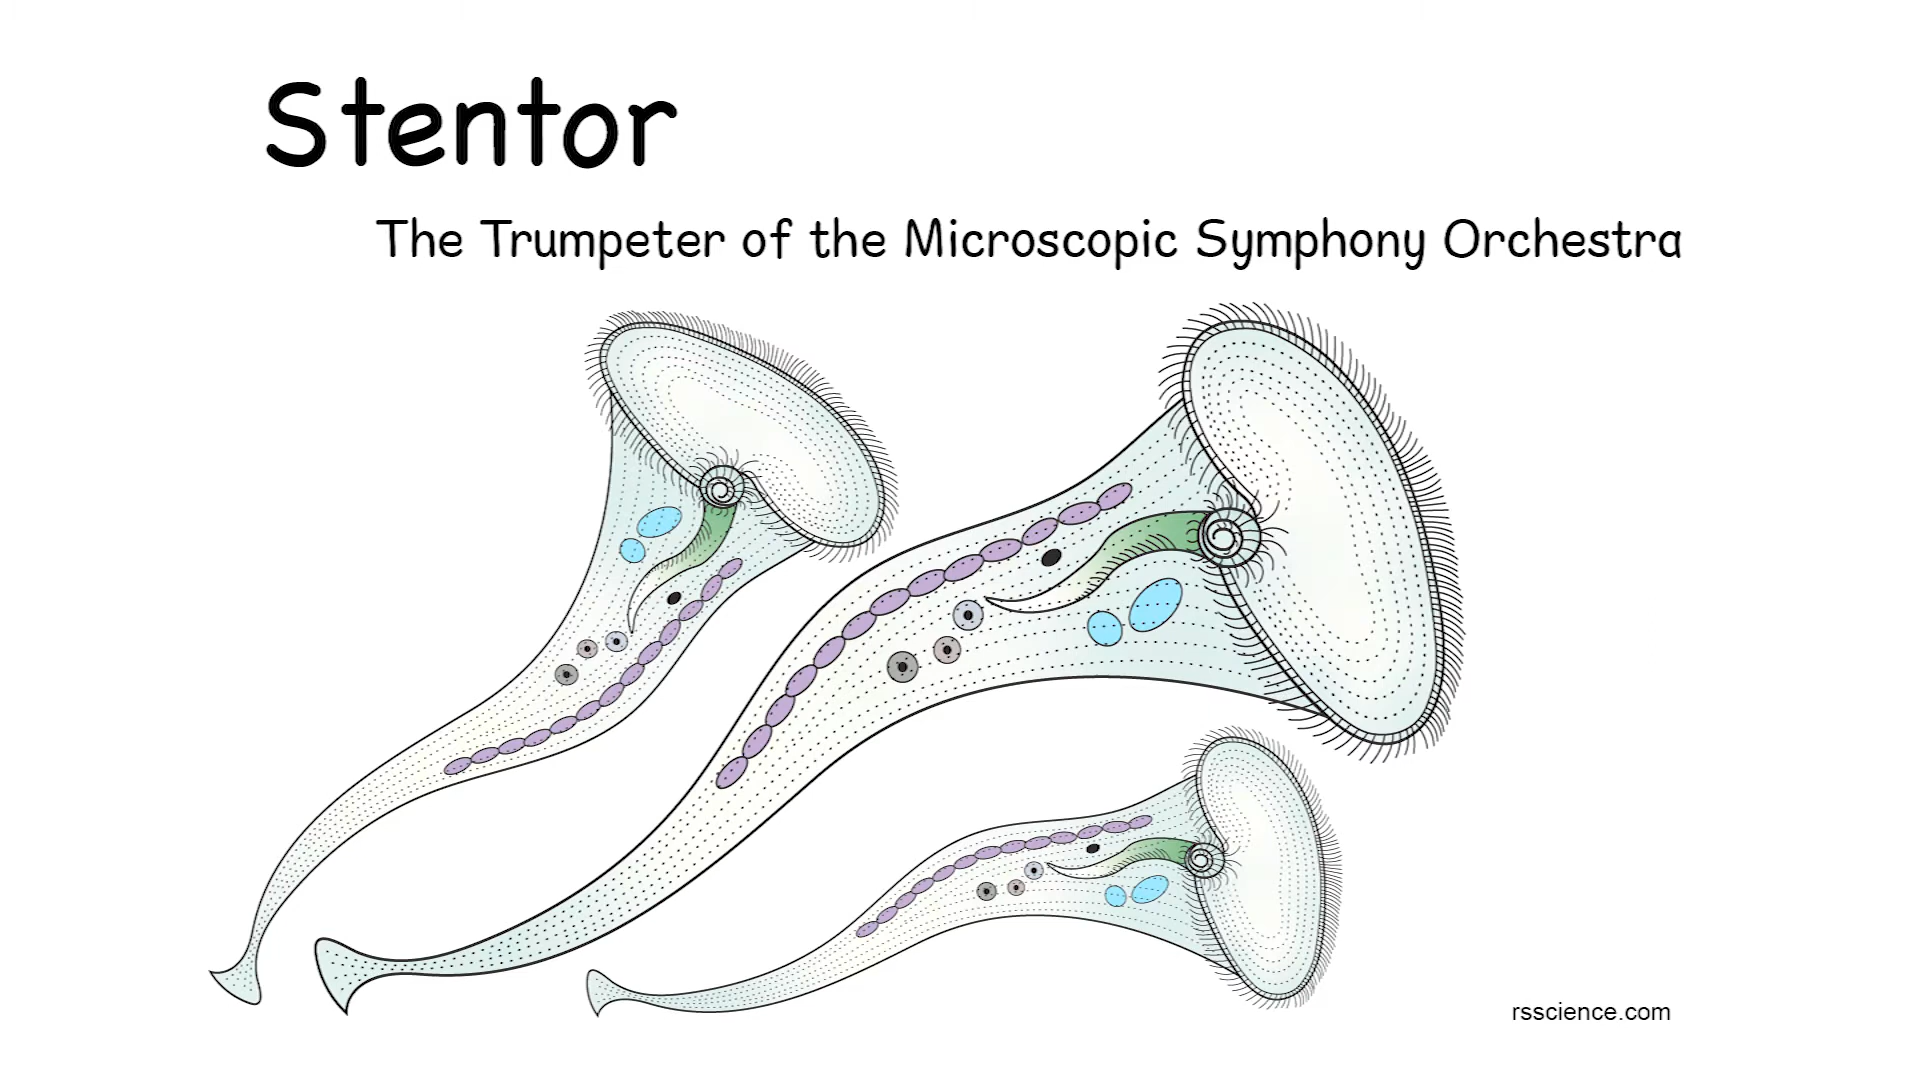 Stentor
The Trumpeter of the Microscopic Symphony Orchestra
rsscience.com